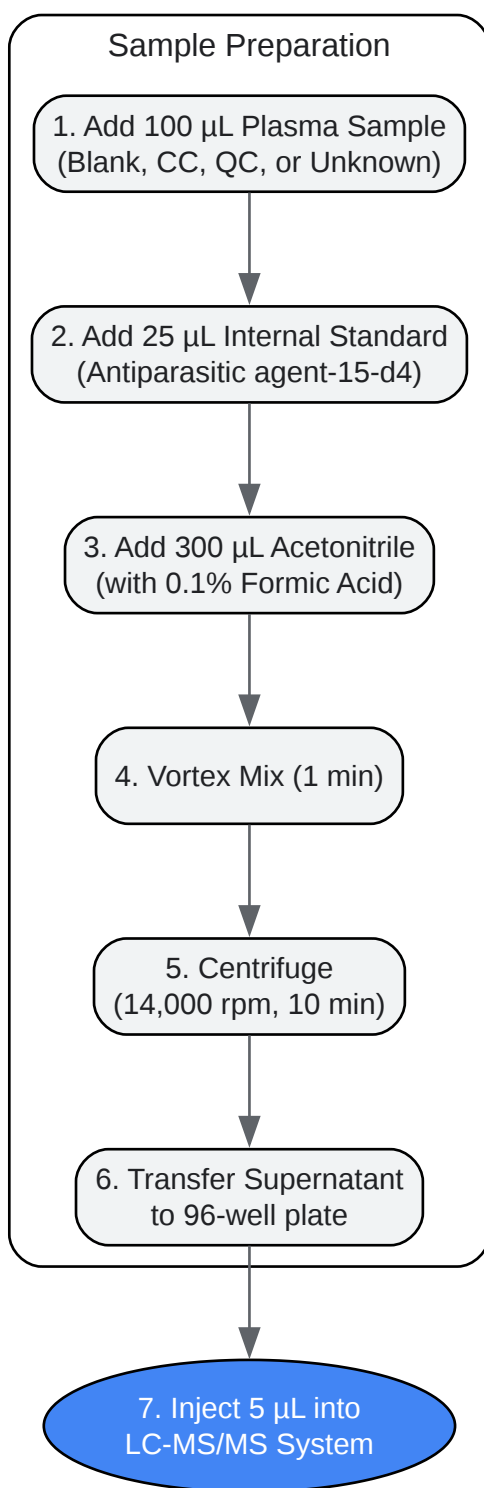 Sample Preparation
1. Add 100 µL Plasma Sample
(Blank, CC, QC, or Unknown)
2. Add 25 µL Internal Standard
(Antiparasitic agent-15-d4)
3. Add 300 µL Acetonitrile
(with 0.1% Formic Acid)
4. Vortex Mix (1 min)
5. Centrifuge
(14,000 rpm, 10 min)
6. Transfer Supernatant
to 96-well plate
7. Inject 5 µL into
LC-MS/MS System